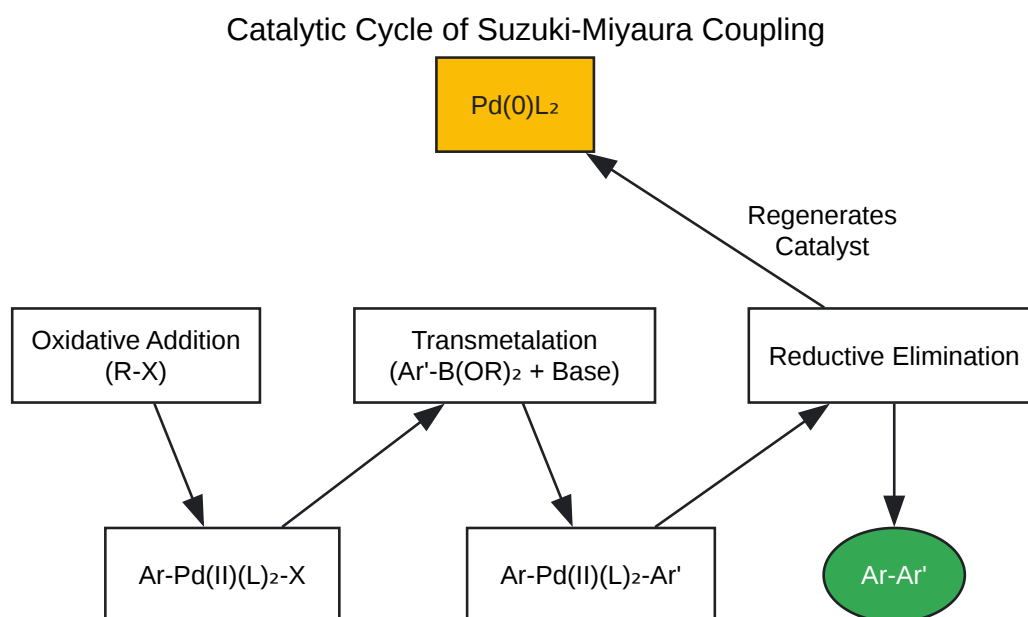 Catalytic Cycle of Suzuki-Miyaura Coupling
Pd(0)L₂
Regenerates
Catalyst
Oxidative Addition
(R-X)
Transmetalation
(Ar'-B(OR)₂ + Base)
Reductive Elimination
Ar-Pd(II)(L)₂-X
Ar-Pd(II)(L)₂-Ar'
Ar-Ar'